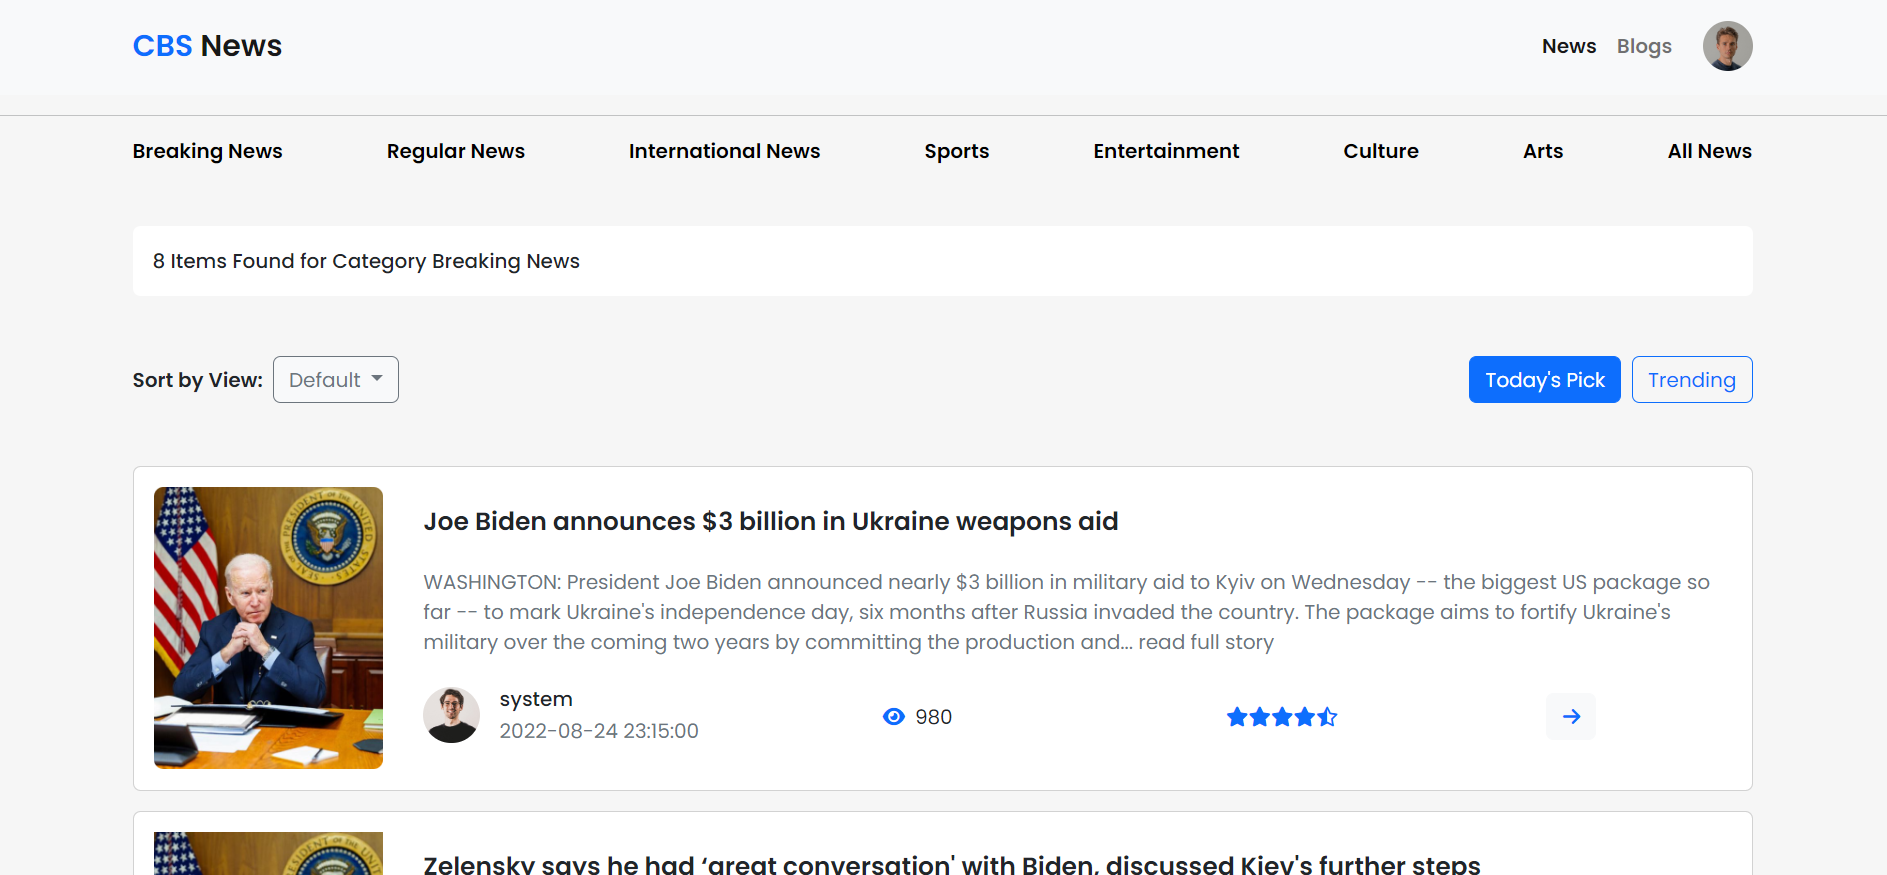 CBS News
News Blogs
Breaking News Regular News International News Sports Entertainment Culture Arts All News
8 Items Found for Category Breaking News
Sort by View: Default Today's Pick Trending
Joe Biden announces $3 billion in Ukraine weapons aid
WASHINGTON: President Joe Biden announced nearly $3 billion in military aid to Kyiv on Wednesday -- the biggest US package so
far -- to mark Ukraine's independence day, six months after Russia invaded the country. The package aims to fortify Ukraine's
military over the coming two years by committing the production and... read full story
system
2022-08-24 23:15:00
980
Zelensky says he had ‘great conversation' with Biden, discussed Kiev's further steps